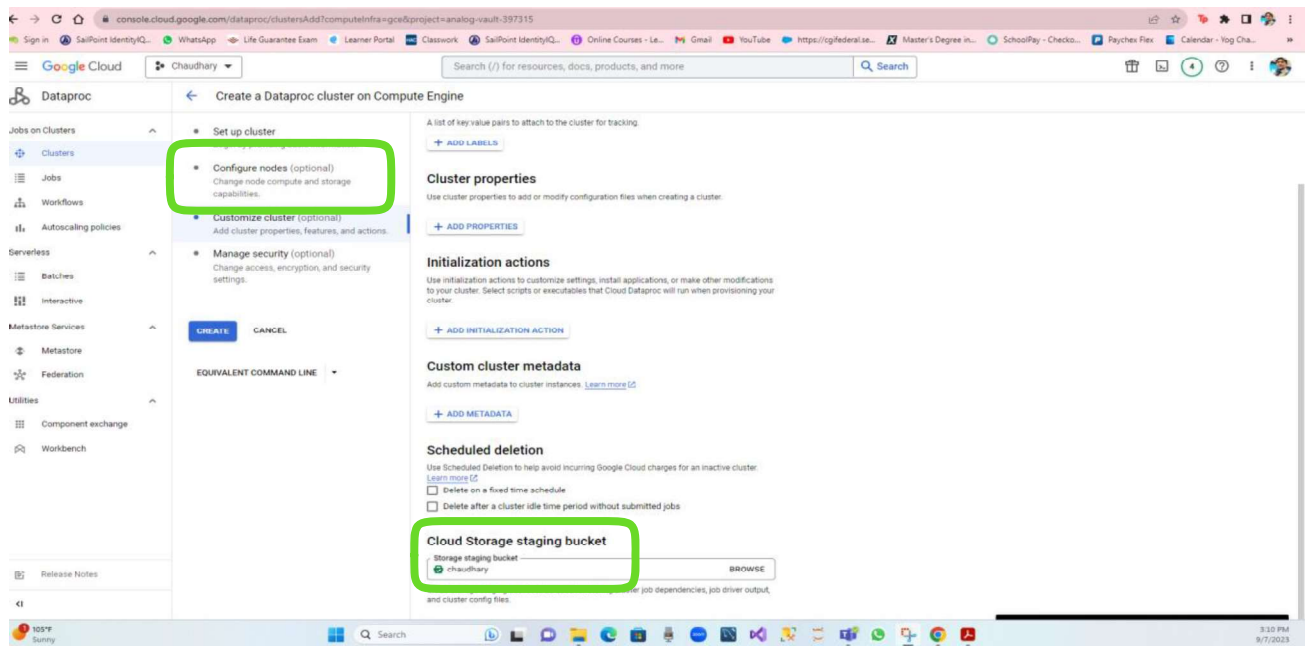 console.cloud.google.com/dataproc/clustersAdd?computeInfra=gce&project=analog-vault-397315
Sign in SailPoint IdentityIQ... WhatsApp Life Guarantee Exam Learner Portal Classwork SailPoint IdentityIQ... Online Courses - Le... Gmail YouTube https://cgifederal.se... Master's Degree in... SchoolPay - Checko... Paychex Flex Calendar - Yog Cha... »
Google Cloud Chaudhary Search (/) for resources, docs, products, and more Search 4
Dataproc
Create a Dataproc cluster on Compute Engine
Jobs on Clusters
Clusters
Jobs
Workflows
Autoscaling policies
Serverless
Batches
Interactive
Metastore Services
Metastore
Federation
Utilities
Component exchange
Workbench
Release Notes
Set up cluster
Configure nodes (optional)
Change node compute and storage
capabilities.
Customize cluster (optional)
Add cluster properties, features, and actions.
Manage security (optional)
Change access, encryption, and security
settings.
CREATE CANCEL
EQUIVALENT COMMAND LINE
A list of key:value pairs to attach to the cluster for tracking.
+ ADD LABELS
Cluster properties
Use cluster properties to add or modify configuration files when creating a cluster.
+ ADD PROPERTIES
Initialization actions
Use initialization actions to customize settings, install applications, or make other modifications
to your cluster. Select scripts or executables that Cloud Dataproc will run when provisioning your
cluster.
+ ADD INITIALIZATION ACTION
Custom cluster metadata
Add custom metadata to cluster instances. Learn more
+ ADD METADATA
Scheduled deletion
Use Scheduled Deletion to help avoid incurring Google Cloud charges for an inactive cluster.
Learn more
Delete on a fixed time schedule
Delete after a cluster idle time period without submitted jobs
Cloud Storage staging bucket
Storage staging bucket
chaudhary BROWSE
job dependencies, job driver output,
and cluster config files.
105°F
Sunny
Search
3:10 PM
9/7/2023